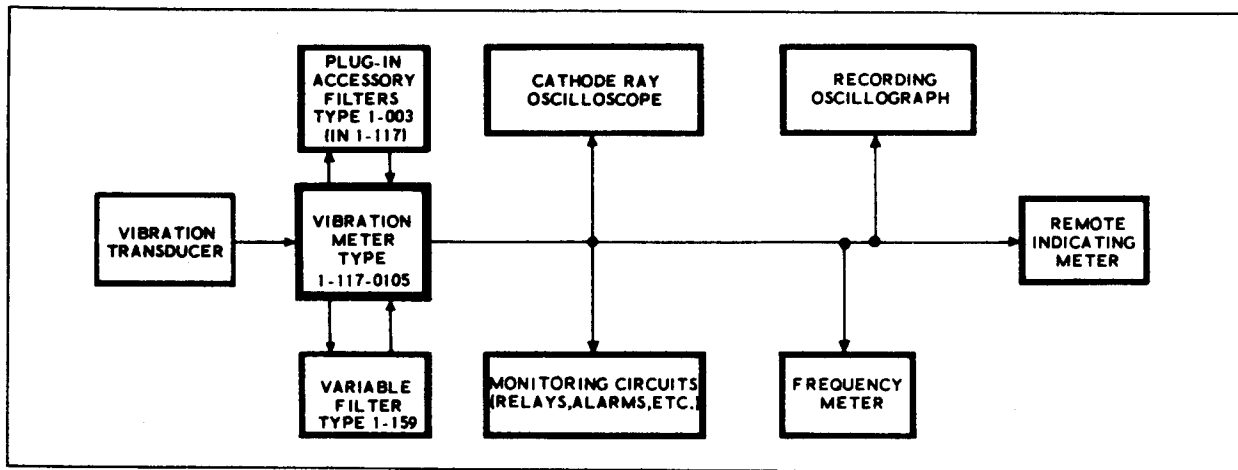 PLUG-IN
ACCESSORY
FILTERS
TYPE 1-003
(IN 1-117)
CATHODE RAY
OSCILLOSCOPE
RECORDING
OSCILLOGRAPH
VIBRATION
TRANSDUCER
VIBRATION
METER
TYPE
1-117-0105
REMOTE
INDICATING
METER
VARIABLE
FILTER
TYPE 1-159
MONITORING CIRCUITS
(RELAYS,ALARMS,ETC.)
FREQUENCY
METER